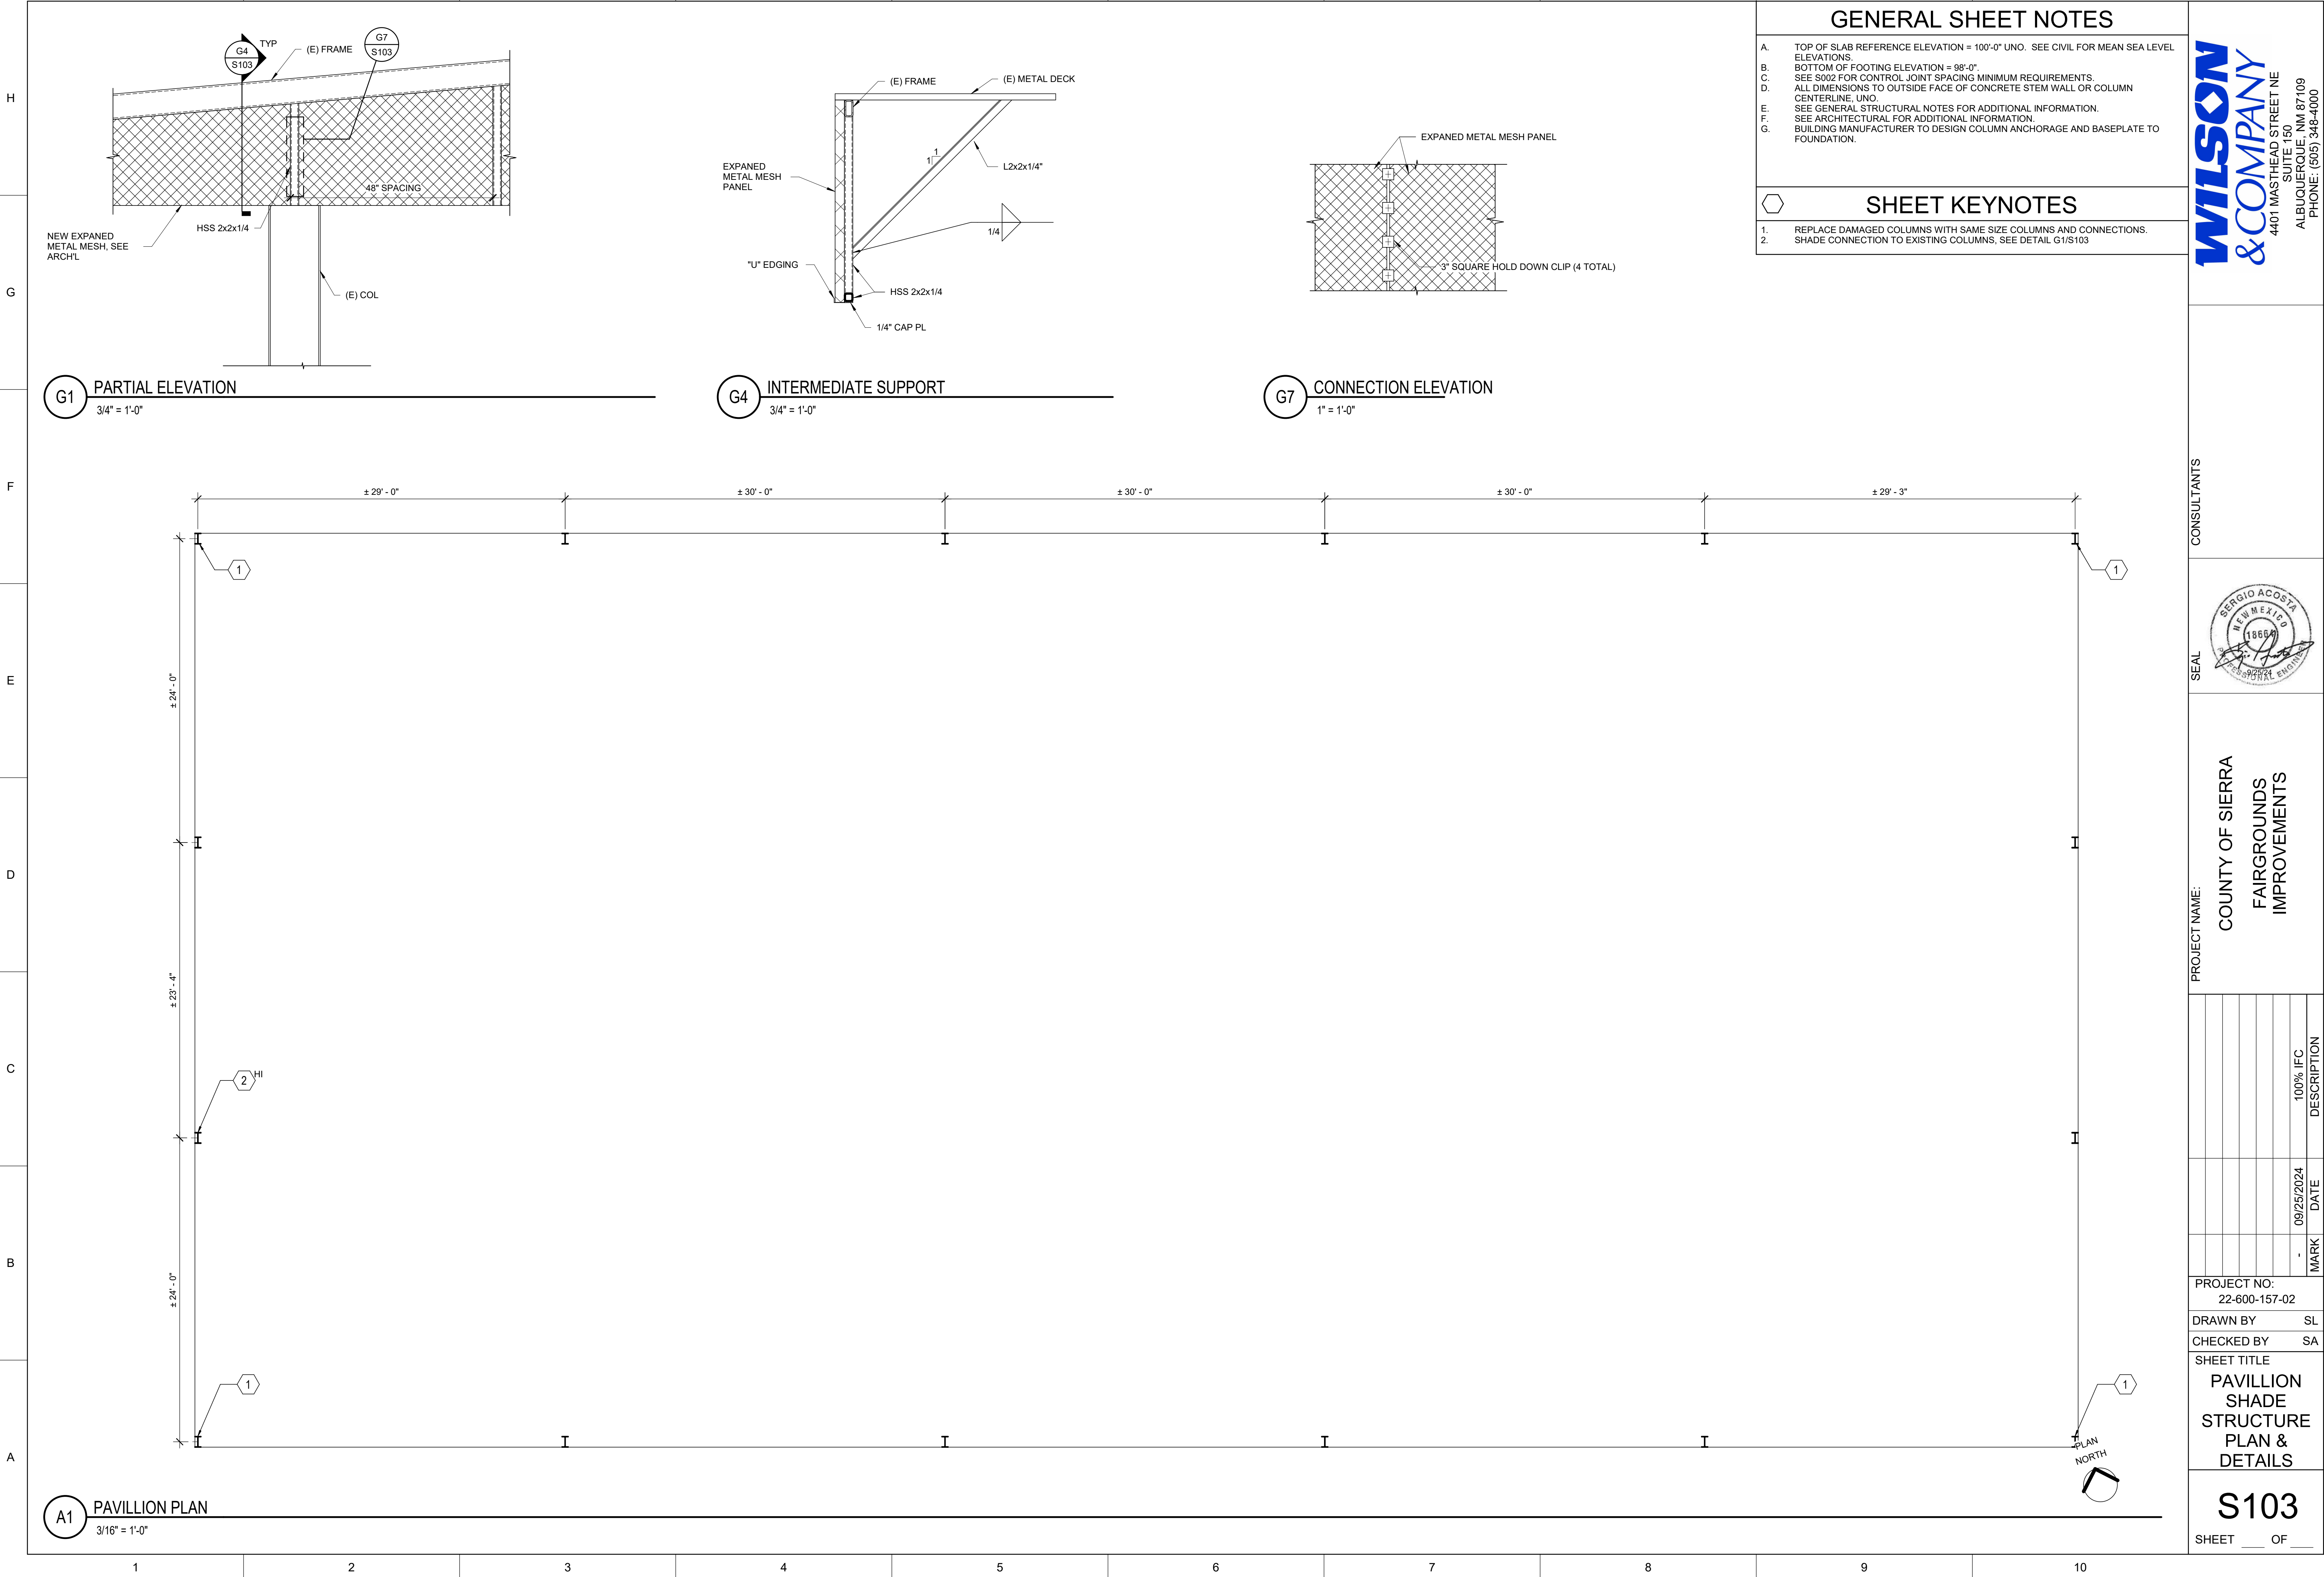 G4
S103
TYP
(E) FRAME
G7
S103
48" SPACING
HSS 2x2x1/4
NEW EXPANED
METAL MESH, SEE
ARCH'L
(E) COL
G1
PARTIAL ELEVATION
3/4" = 1'-0"
(E) FRAME
(E) METAL DECK
EXPANED
METAL MESH
PANEL
1
1
L2x2x1/4"
1/4
"U" EDGING
HSS 2x2x1/4
1/4" CAP PL
G4
INTERMEDIATE SUPPORT
3/4" = 1'-0"
EXPANED METAL MESH PANEL
3" SQUARE HOLD DOWN CLIP (4 TOTAL)
G7
CONNECTION ELEVATION
1" = 1'-0"
GENERAL SHEET NOTES
A. TOP OF SLAB REFERENCE ELEVATION = 100'-0" UNO. SEE CIVIL FOR MEAN SEA LEVEL
ELEVATIONS.
B. BOTTOM OF FOOTING ELEVATION = 98'-0".
C. SEE S002 FOR CONTROL JOINT SPACING MINIMUM REQUIREMENTS.
D. ALL DIMENSIONS TO OUTSIDE FACE OF CONCRETE STEM WALL OR COLUMN
CENTERLINE, UNO.
E. SEE GENERAL STRUCTURAL NOTES FOR ADDITIONAL INFORMATION.
F. SEE ARCHITECTURAL FOR ADDITIONAL INFORMATION.
G. BUILDING MANUFACTURER TO DESIGN COLUMN ANCHORAGE AND BASEPLATE TO
FOUNDATION.
SHEET KEYNOTES
1. REPLACE DAMAGED COLUMNS WITH SAME SIZE COLUMNS AND CONNECTIONS.
2. SHADE CONNECTION TO EXISTING COLUMNS, SEE DETAIL G1/S103
± 29' - 0"
± 30' - 0"
± 30' - 0"
± 30' - 0"
± 29' - 3"
± 24' - 0"
± 23' - 4"
± 24' - 0"
1
1
2
HI
1
1
PLAN
NORTH
A1
PAVILLION PLAN
3/16" = 1'-0"
H
G
F
E
D
C
B
A
1
2
3
4
5
6
7
8
9
10
WILSON
&COMPANY
4401 MASTHEAD STREET NE
SUITE 150
ALBUQUERQUE, NM 87109
PHONE: (505) 348-4000
CONSULTANTS
SEAL
SERGIO ACOSTA
NEW MEXICO
18664
9/25/24
PROFESSIONAL ENGINEER
PROJECT NAME:
COUNTY OF SIERRA
FAIRGROUNDS
IMPROVEMENTS
100% IFC
DESCRIPTION
09/25/2024
DATE
-
MARK
PROJECT NO:
22-600-157-02
DRAWN BY SL
CHECKED BY SA
SHEET TITLE
PAVILLION
SHADE
STRUCTURE
PLAN &
DETAILS
S103
SHEET ____ OF ____